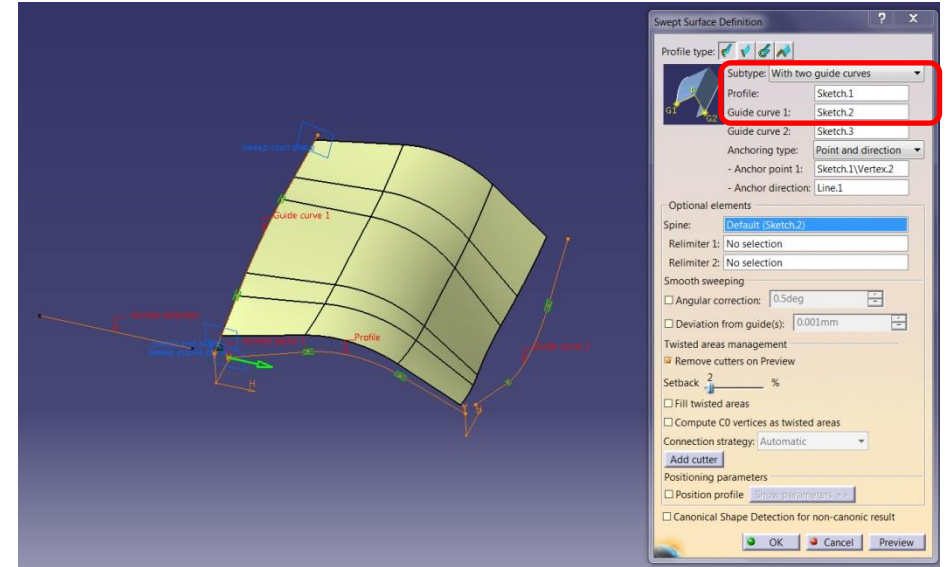 Swept Surface Definition ? X
Profile type:
Subtype: With two guide curves
Profile: Sketch.1
Guide curve 1: Sketch.2
G1 P G2
Guide curve 2: Sketch.3
Anchoring type: Point and direction
- Anchor point 1: Sketch.1\Vertex.2
- Anchor direction: Line.1
Optional elements
Spine: Default (Sketch.2)
Relimiter 1: No selection
Relimiter 2: No selection
Smooth sweeping
Angular correction: 0.5deg
Deviation from guide(s): 0.001mm
Twisted areas management
Remove cutters on Preview
Setback 2 %
Fill twisted areas
Compute C0 vertices as twisted areas
Connection strategy: Automatic
Add cutter
Positioning parameters
Position profile Show parameters >>
Canonical Shape Detection for non-canonic result
OK Cancel Preview
Sweep start
Guide curve 1
Profile
H
H